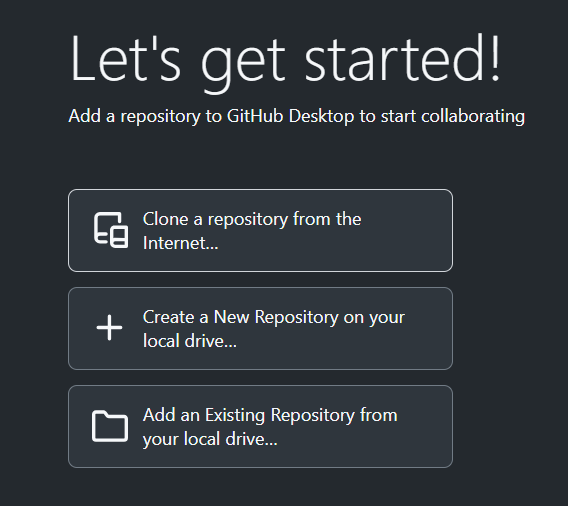 Let's get started!
Add a repository to GitHub Desktop to start collaborating
Clone a repository from the
Internet...
Create a New Repository on your
local drive...
Add an Existing Repository from
your local drive...